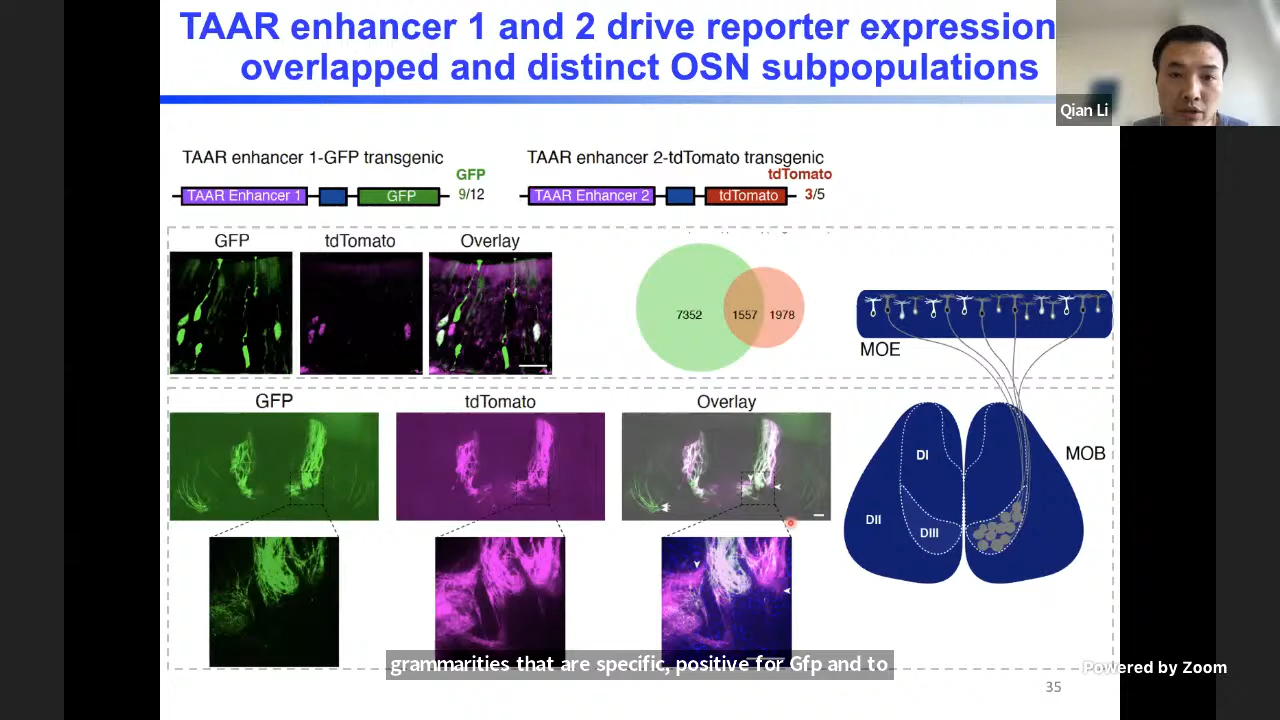 TAAR enhancer 1 and 2 drive reporter expression
overlapped and distinct OSN subpopulations
Qian Li
TAAR enhancer 1-GFP transgenic
GFP
TAAR Enhancer 1
GFP
9/12
TAAR enhancer 2-tdTomato transgenic
tdTomato
TAAR Enhancer 2
tdTomato
3/5
GFP
tdTomato
Overlay
7352
1557
1978
MOE
GFP
tdTomato
Overlay
MOB
DI
DII
DIII
grammarities that are specific, positive for Gfp and to
Powered by Zoom
35